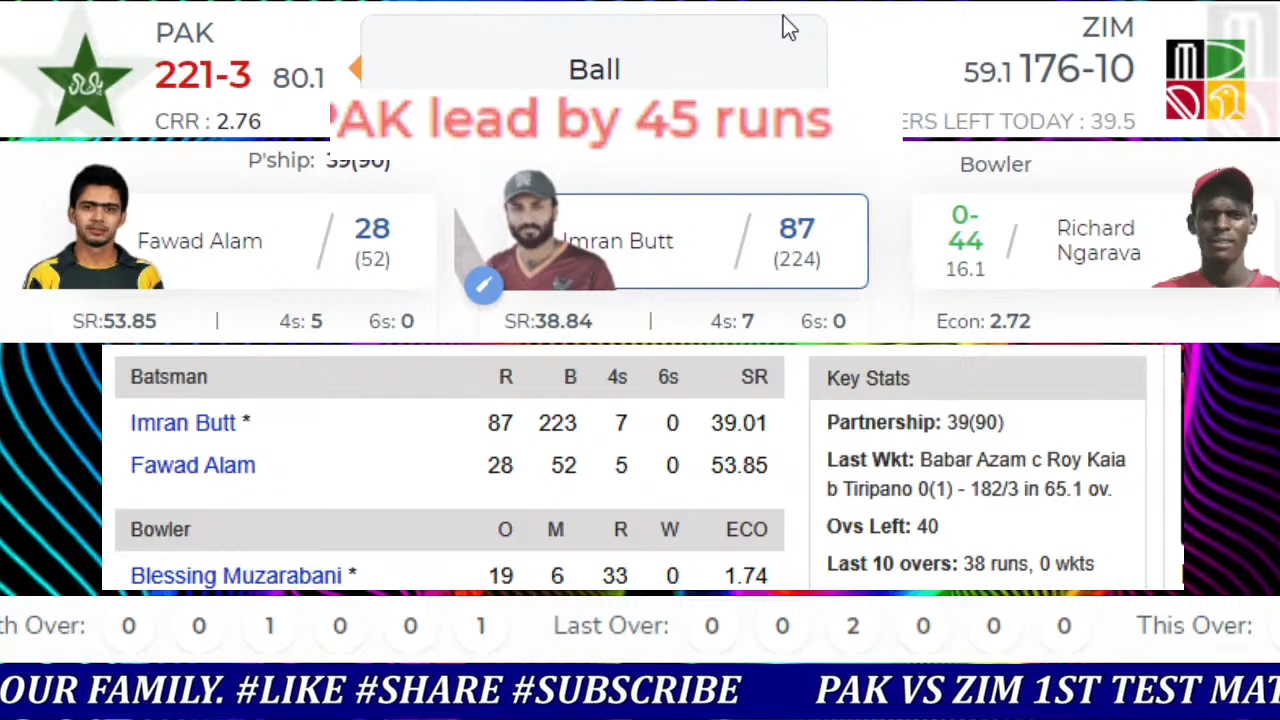 PAK
221-3 80.1
CRR : 2.76
Ball
PAK lead by 45 runs
ZIM
59.1 176-10
ERS LEFT TODAY : 39.5
P'ship: 39(90)
Fawad Alam
28
(52)
SR:53.85 | 4s: 5 6s: 0
Imran Butt
87
(224)
SR:38.84 | 4s: 7 6s: 0
Bowler
0-
44
16.1
Richard
Ngarava
Econ: 2.72
Batsman R B 4s 6s SR
Imran Butt * 87 223 7 0 39.01
Fawad Alam 28 52 5 0 53.85
Bowler O M R W ECO
Blessing Muzarabani * 19 6 33 0 1.74
Key Stats
Partnership: 39(90)
Last Wkt: Babar Azam c Roy Kaia
b Tiripano 0(1) - 182/3 in 65.1 ov.
Ovs Left: 40
Last 10 overs: 38 runs, 0 wkts
th Over: 0 0 1 0 0 1 Last Over: 0 0 2 0 0 0 This Over:
OUR FAMILY. #LIKE #SHARE #SUBSCRIBE PAK VS ZIM 1ST TEST MAT